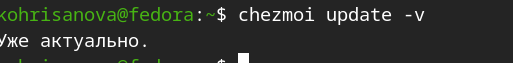 kohrisanova@fedora:~$ chezmoi update -v
Уже актуально.